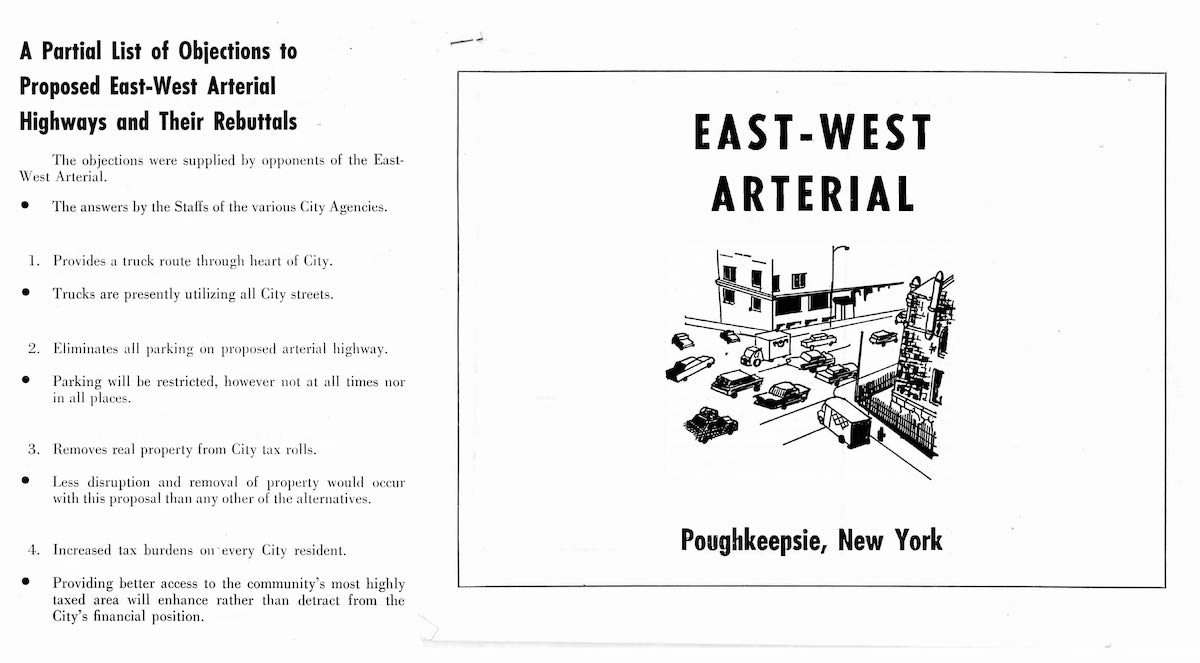 A Partial List of Objections to
Proposed East-West Arterial
Highways and Their Rebuttals
The objections were supplied by opponents of the East-
West Arterial.
• The answers by the Staffs of the various City Agencies.
1. Provides a truck route through heart of City.
• Trucks are presently utilizing all City streets.
2. Eliminates all parking on proposed arterial highway.
• Parking will be restricted, however not at all times nor
in all places.
3. Removes real property from City tax rolls.
• Less disruption and removal of property would occur
with this proposal than any other of the alternatives.
4. Increased tax burdens on every City resident.
• Providing better access to the community's most highly
taxed area will enhance rather than detract from the
City's financial position.
EAST-WEST
ARTERIAL
Poughkeepsie, New York